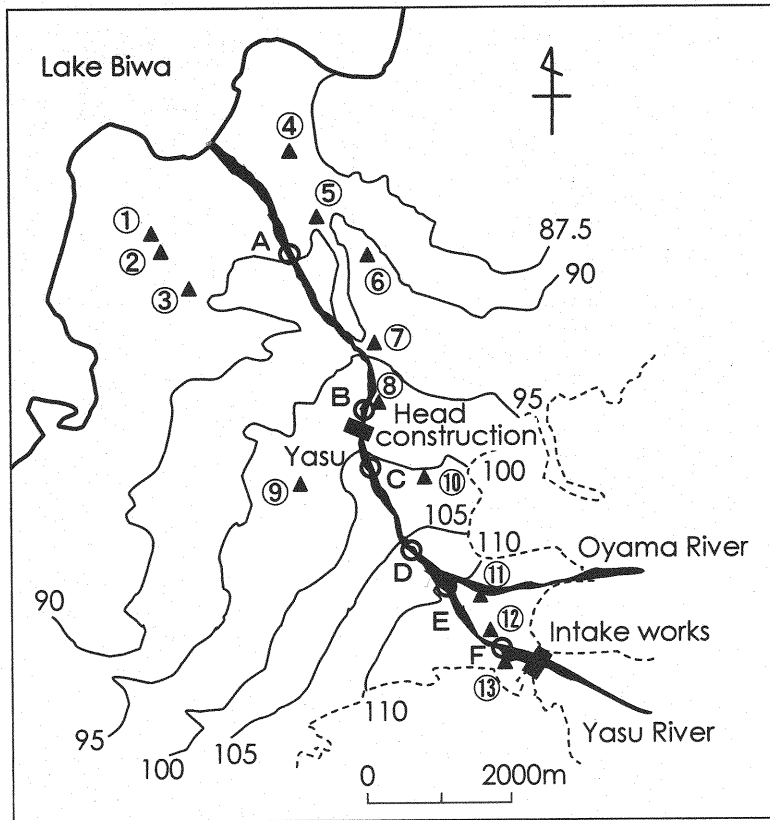 Lake Biwa
④
⑤
①
A
87.5
②
90
⑥
③
⑦
⑧
B
95
Head
construction
Yasu
100
C
⑩
⑨
105
110
Oyama River
D
⑪
90
E
⑫
Intake works
F
⑬
110
95
105
Yasu River
100
0 2000m